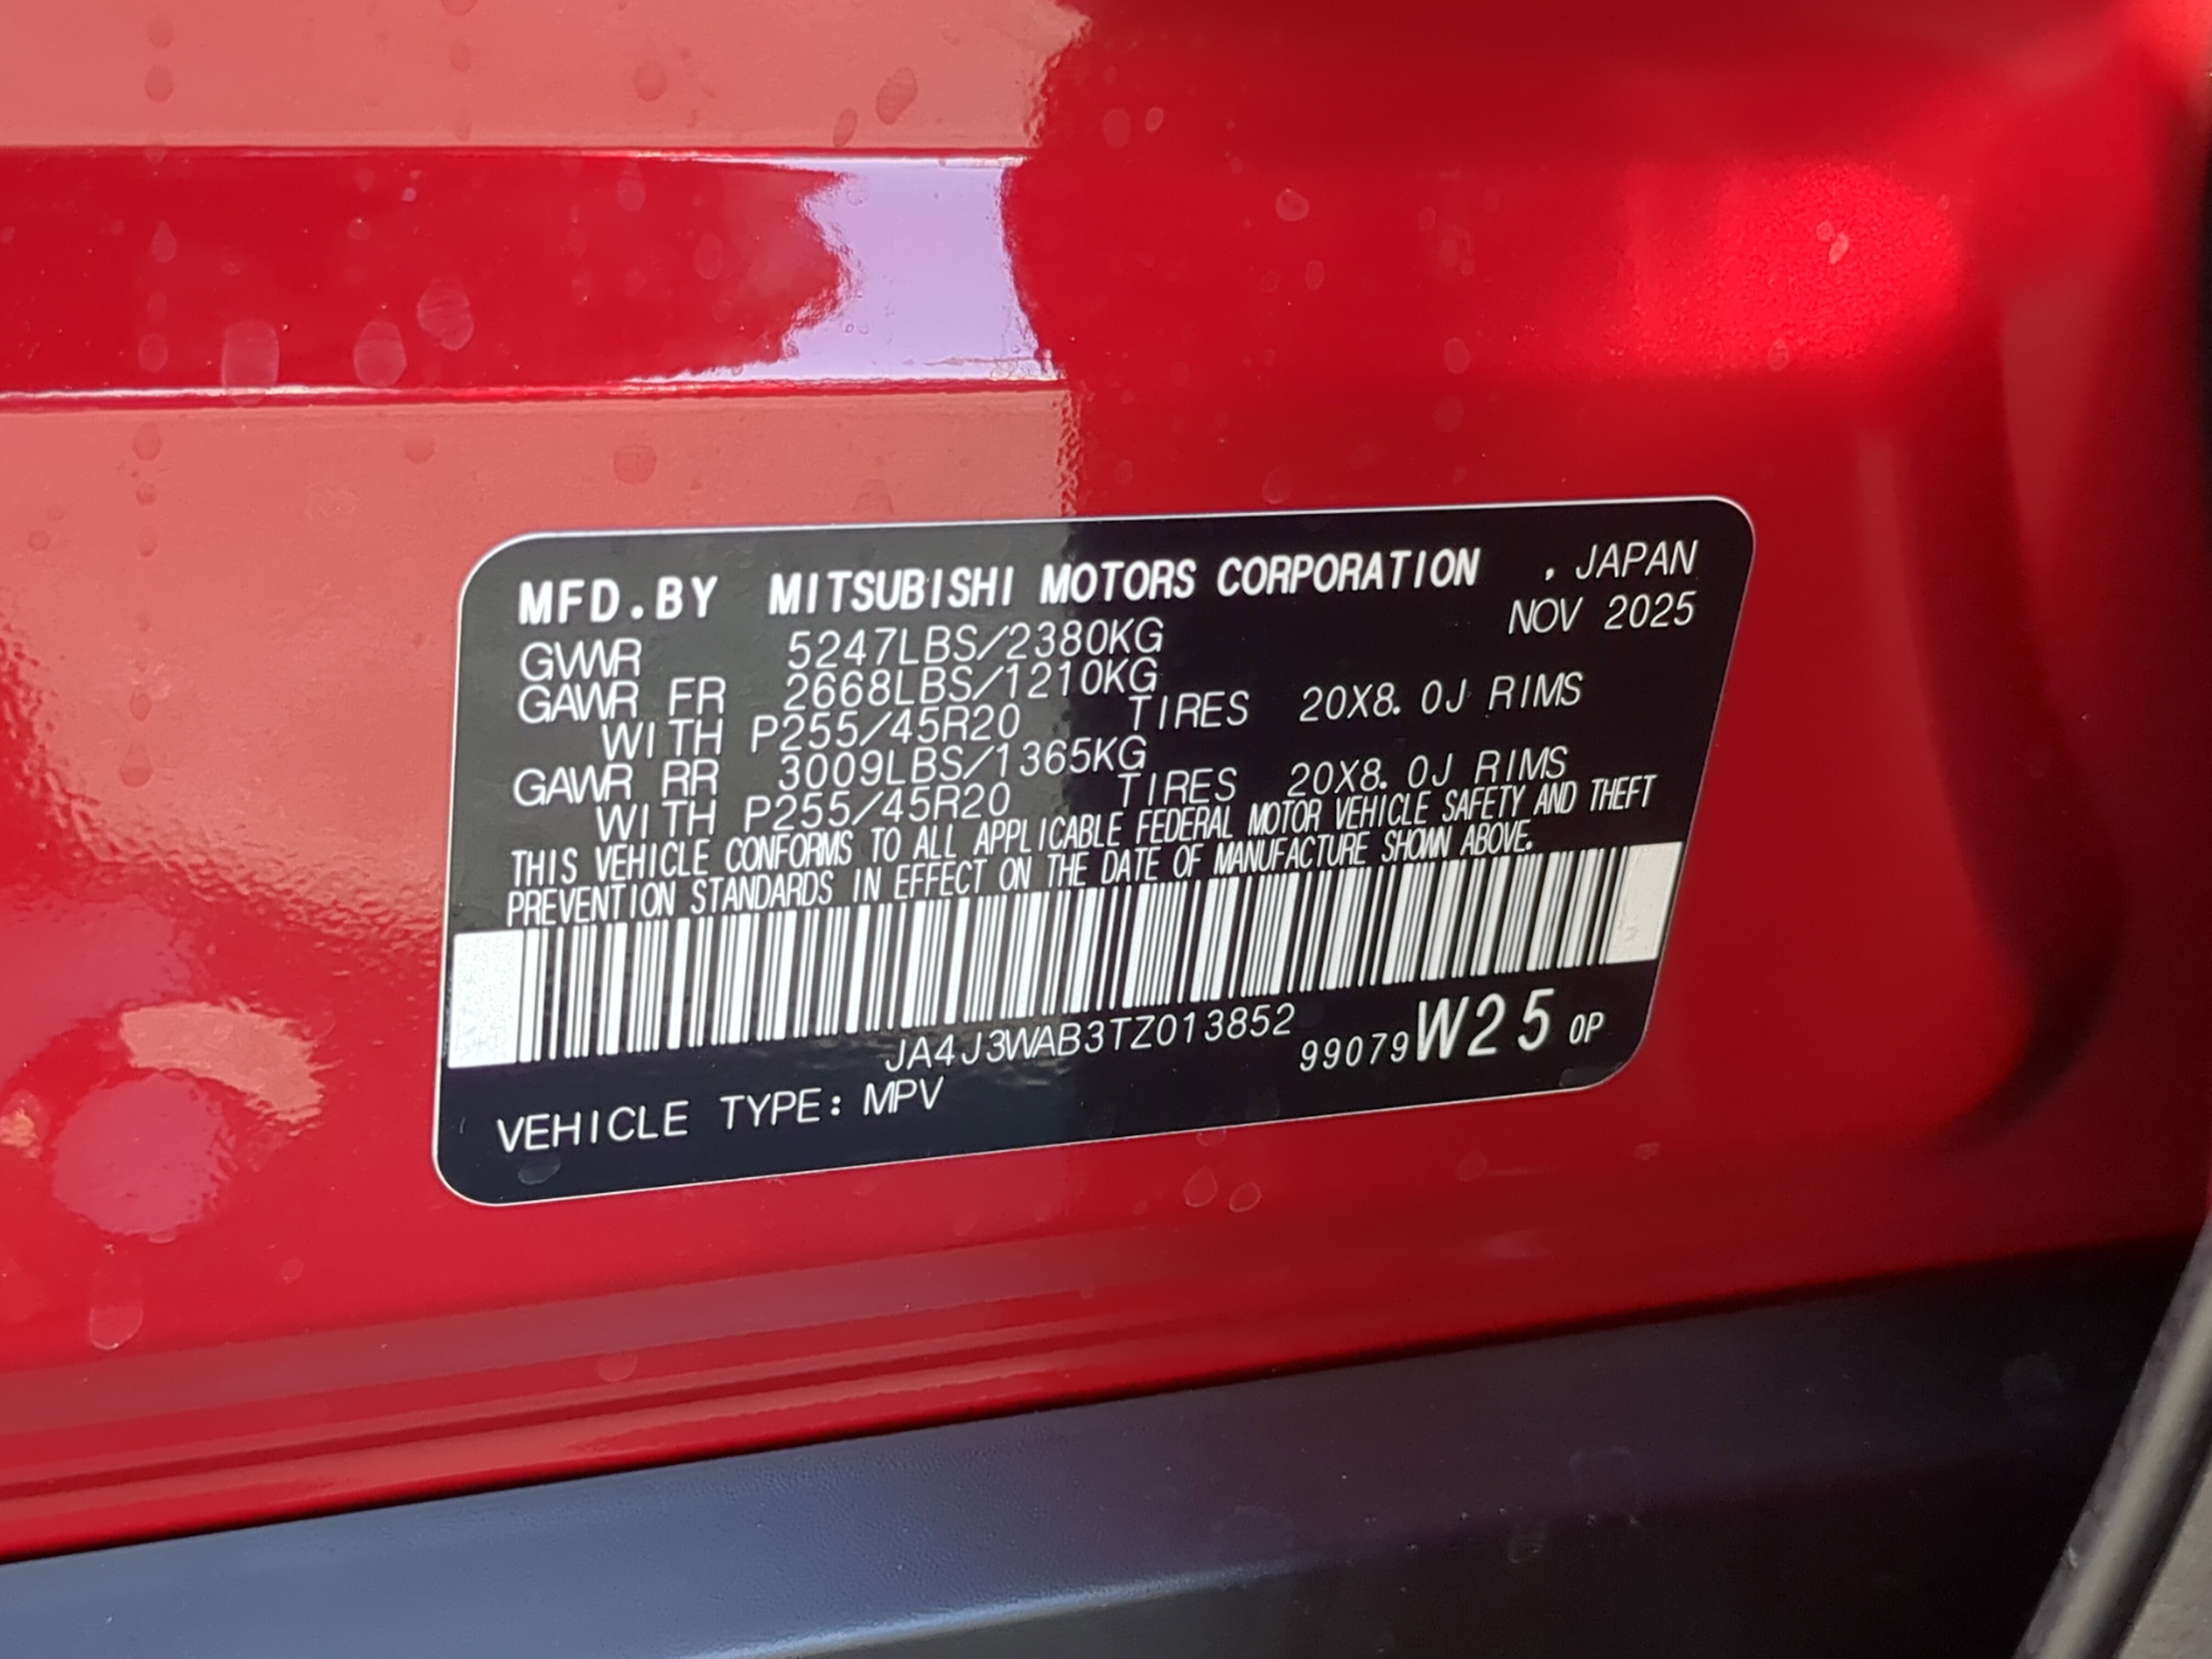 MFD.BY MITSUBISHI MOTORS CORPORATION , JAPAN
NOV 2025
GVWR 5247LBS/2380KG
GAWR FR 2668LBS/1210KG
WITH P255/45R20 TIRES 20X8.0J RIMS
GAWR RR 3009LBS/1365KG
WITH P255/45R20 TIRES 20X8.0J RIMS
THIS VEHICLE CONFORMS TO ALL APPLICABLE FEDERAL MOTOR VEHICLE SAFETY AND THEFT
PREVENTION STANDARDS IN EFFECT ON THE DATE OF MANUFACTURE SHOWN ABOVE.
JA4J3WAB3TZ013852 99079W25 OP
VEHICLE TYPE: MPV